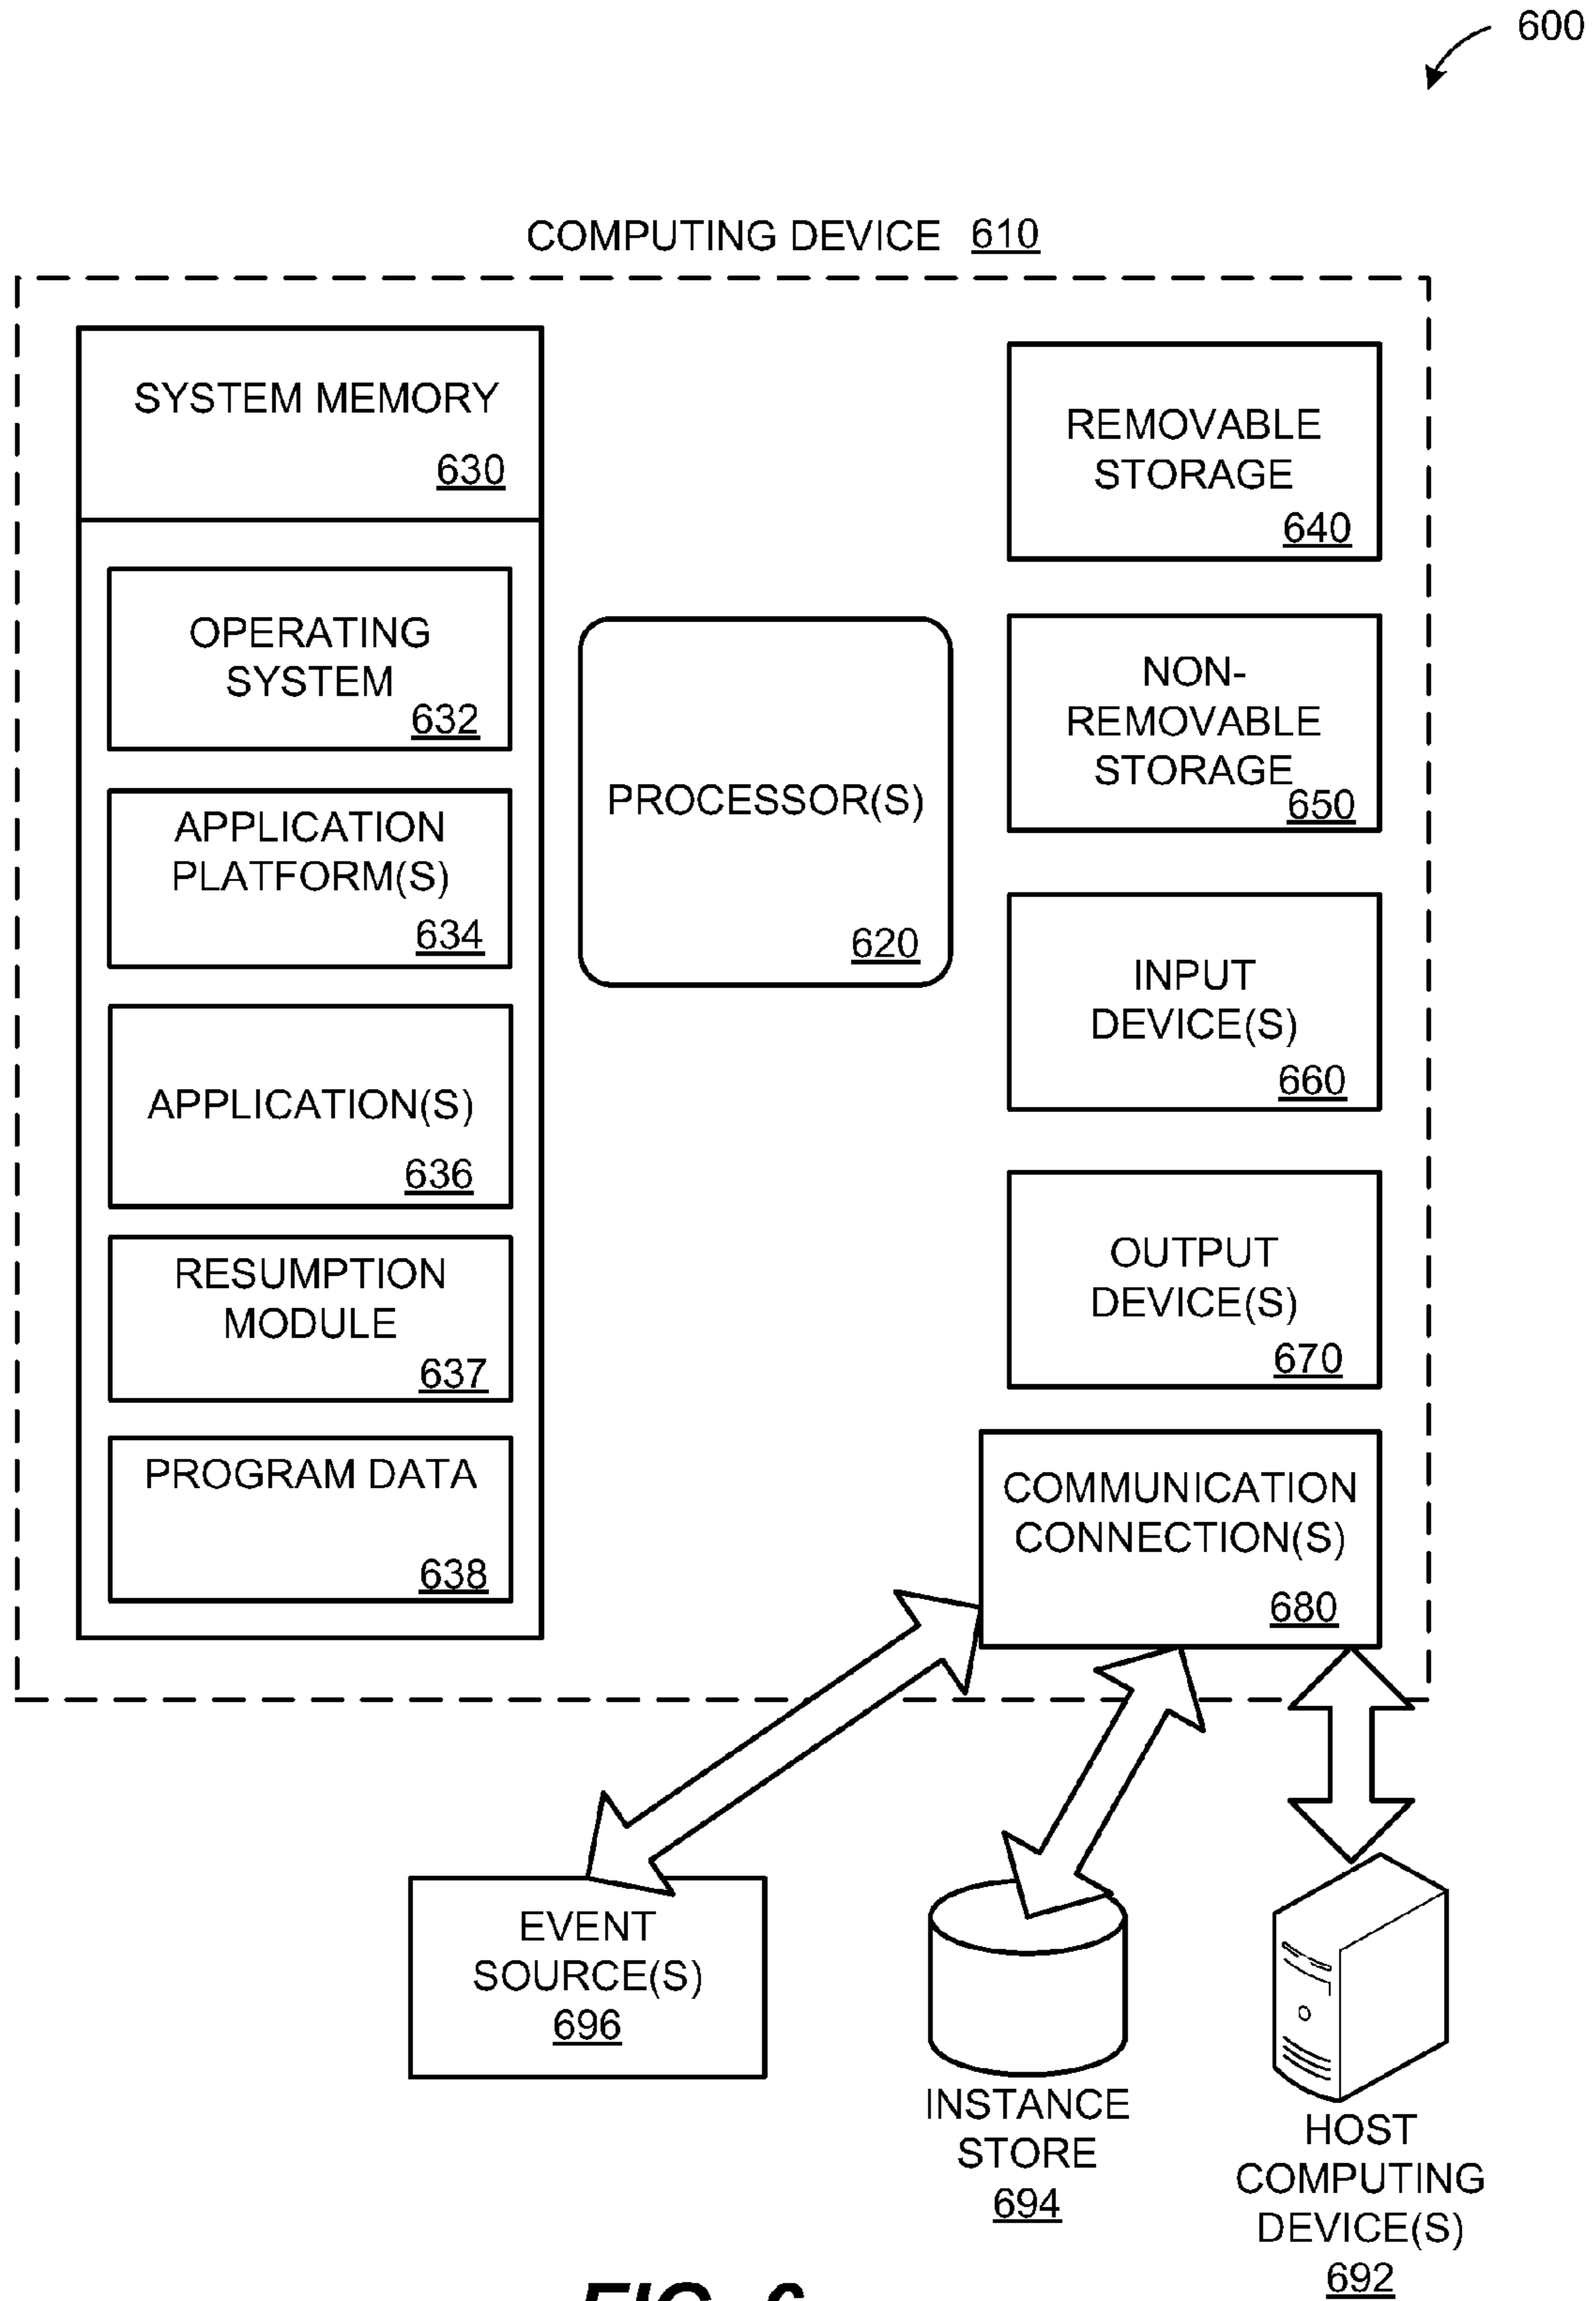 600
COMPUTING DEVICE 610
SYSTEM MEMORY
630
OPERATING
SYSTEM
632
APPLICATION
PLATFORM(S)
634
APPLICATION(S)
636
RESUMPTION
MODULE
637
PROGRAM DATA
638
PROCESSOR(S)
620
REMOVABLE
STORAGE
640
NON-
REMOVABLE
STORAGE
650
INPUT
DEVICE(S)
660
OUTPUT
DEVICE(S)
670
COMMUNICATION
CONNECTION(S)
680
EVENT
SOURCE(S)
696
INSTANCE
STORE
694
HOST
COMPUTING
DEVICE(S)
692
FIG. 6